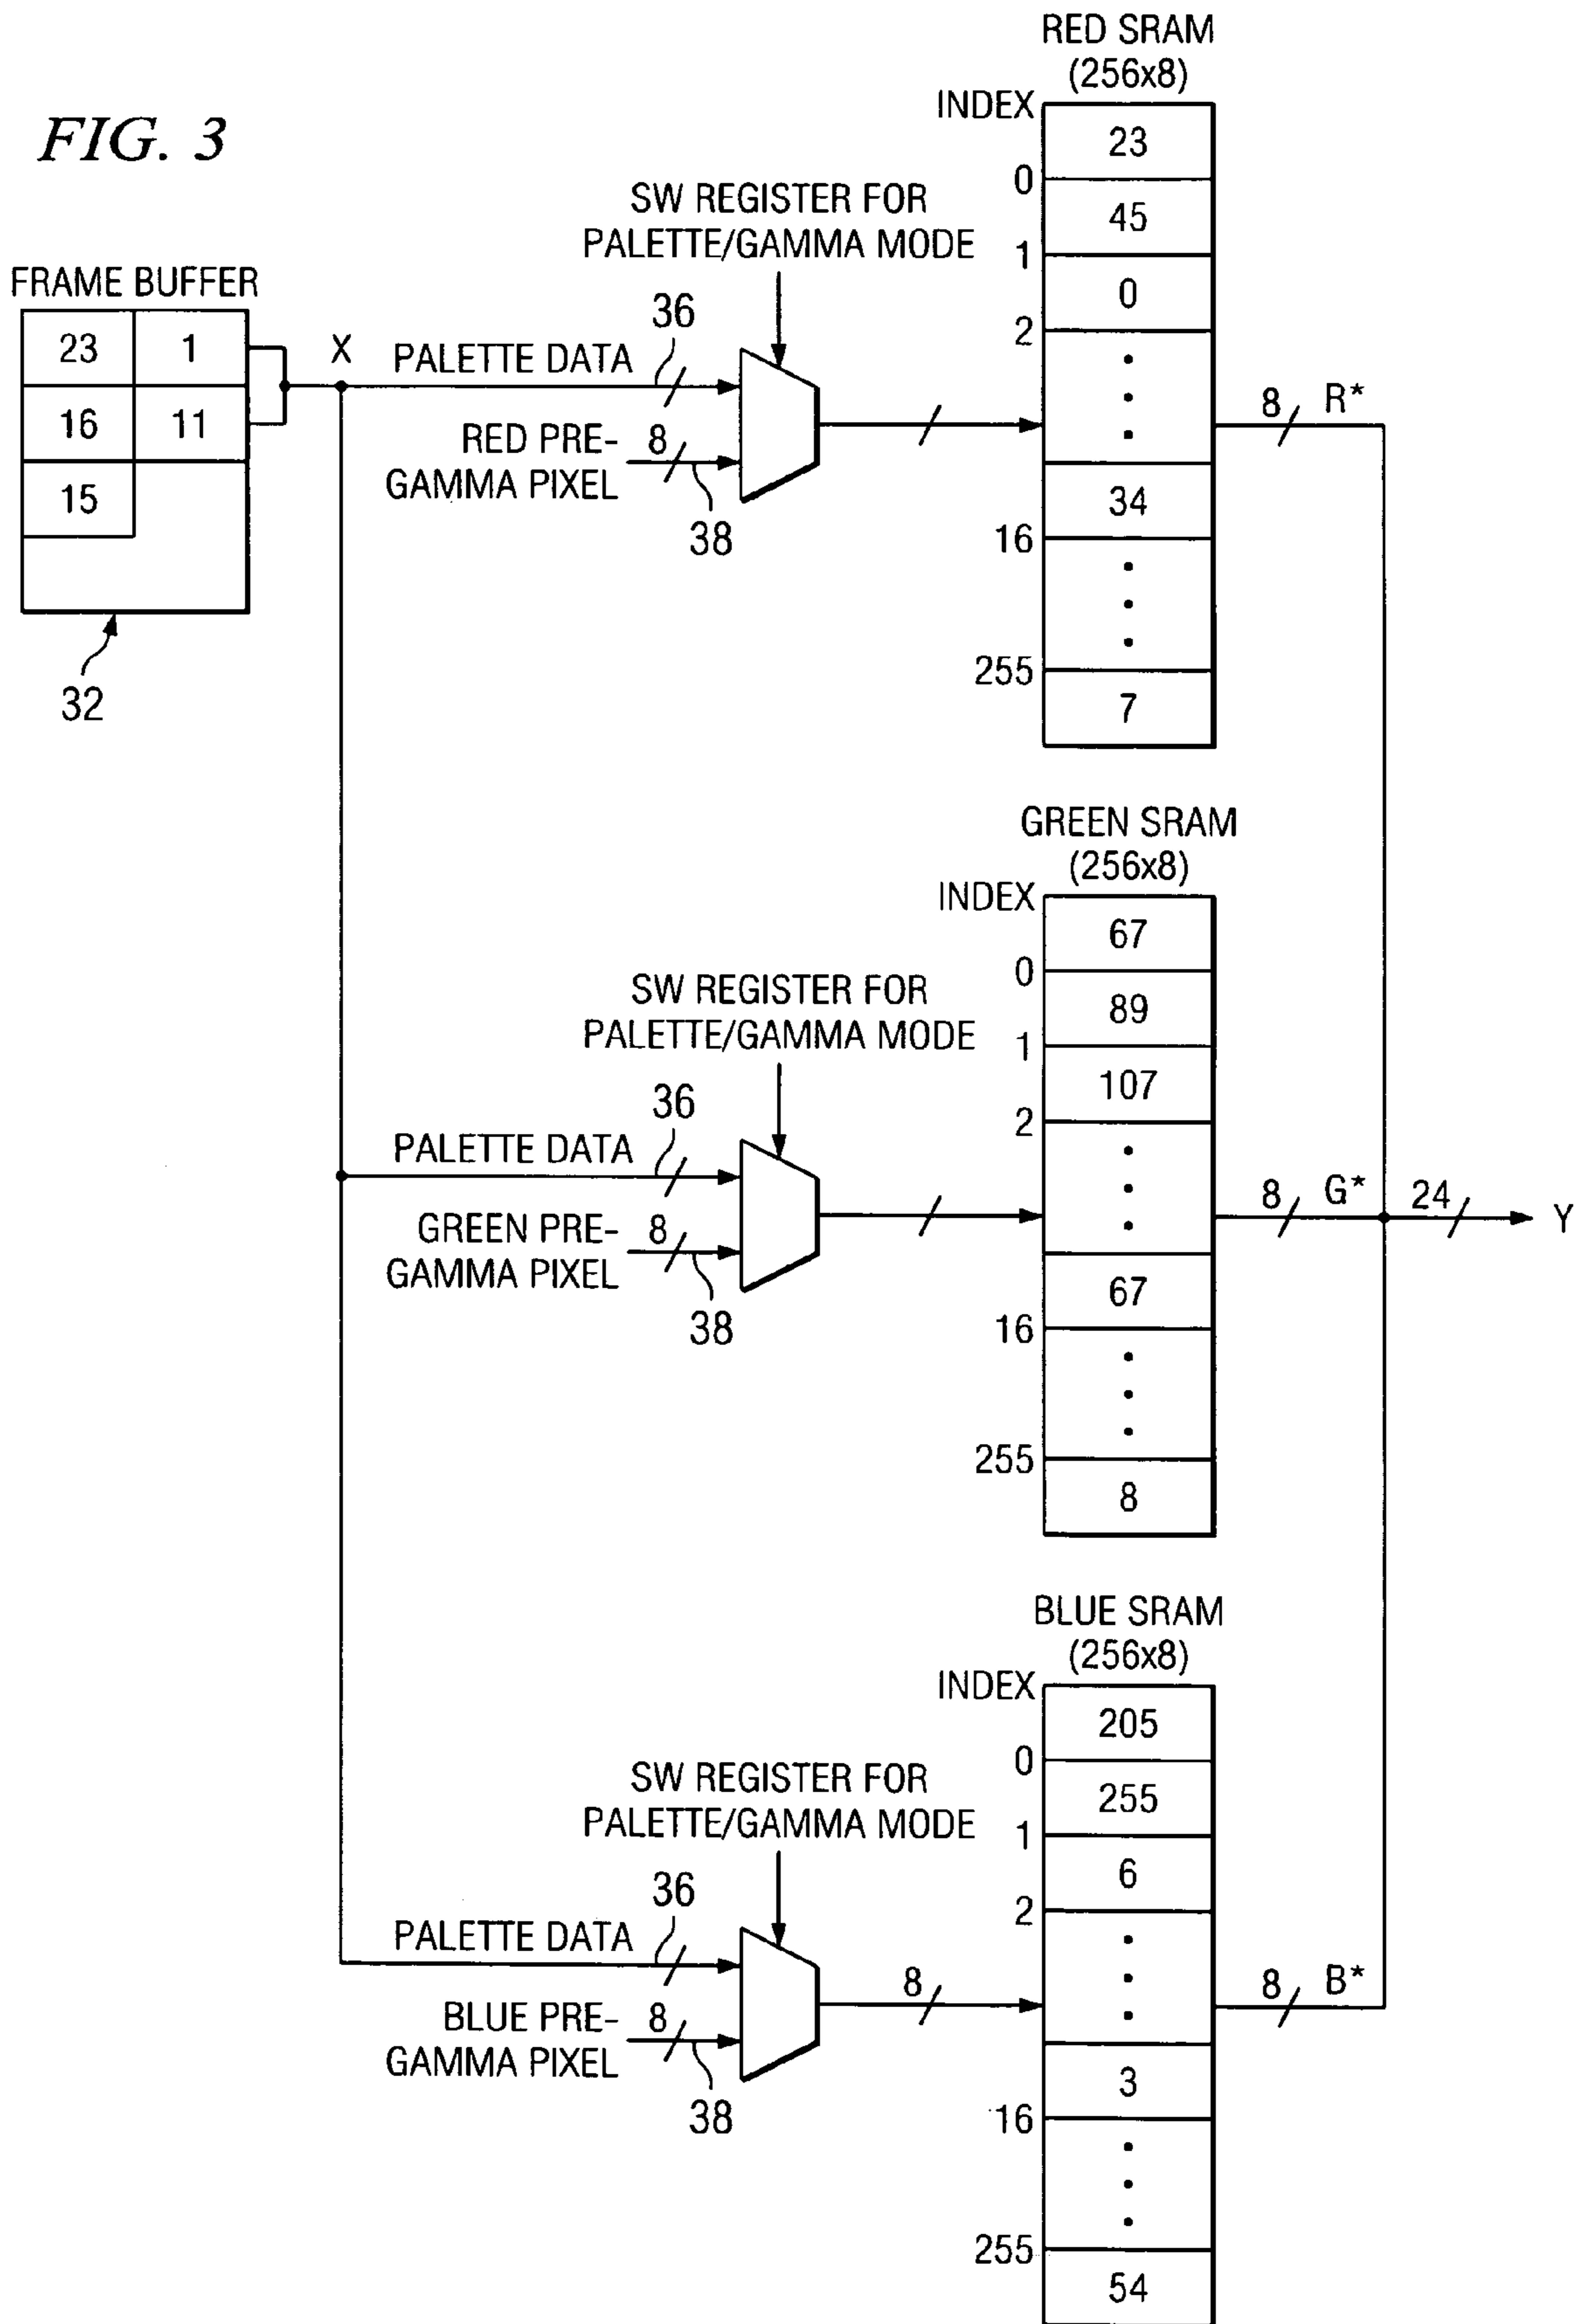 FIG. 3
FRAME BUFFER
23 1
16 11
15
32
X
SW REGISTER FOR
PALETTE/GAMMA MODE
PALETTE DATA
36
RED PRE-
GAMMA PIXEL
8
38
RED SRAM
(256x8)
INDEX
23
0
45
1
0
2
34
16
255
7
8
R*
SW REGISTER FOR
PALETTE/GAMMA MODE
PALETTE DATA
36
GREEN PRE-
GAMMA PIXEL
8
38
GREEN SRAM
(256x8)
INDEX
67
0
89
1
107
2
67
16
255
8
8
G*
24
Y
SW REGISTER FOR
PALETTE/GAMMA MODE
PALETTE DATA
36
BLUE PRE-
GAMMA PIXEL
8
38
8
BLUE SRAM
(256x8)
INDEX
205
0
255
1
6
2
3
16
255
54
8
B*